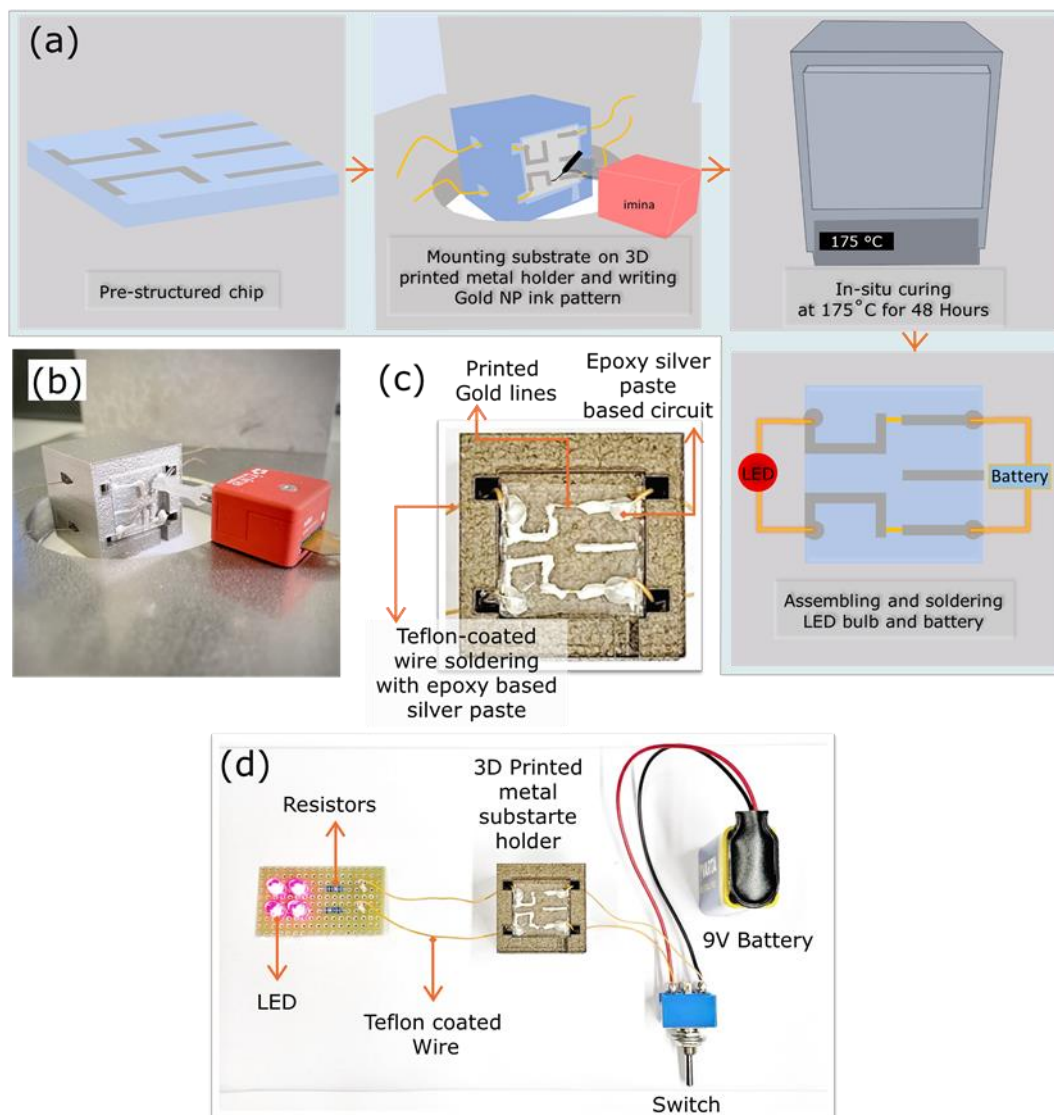 (a)
Pre-structured chip
imina
Mounting substrate on 3D
printed metal holder and writing
Gold NP ink pattern
175 °C
In-situ curing
at 175˚C for 48 Hours
(b)
(c)
Printed
Gold lines
Epoxy silver
paste
based circuit
Teflon-coated
wire soldering
with epoxy based
silver paste
LED
Battery
Assembling and soldering
LED bulb and battery
(d)
Resistors
3D Printed
metal
substarte
holder
LED
Teflon coated
Wire
VARTA
9V Battery
Switch